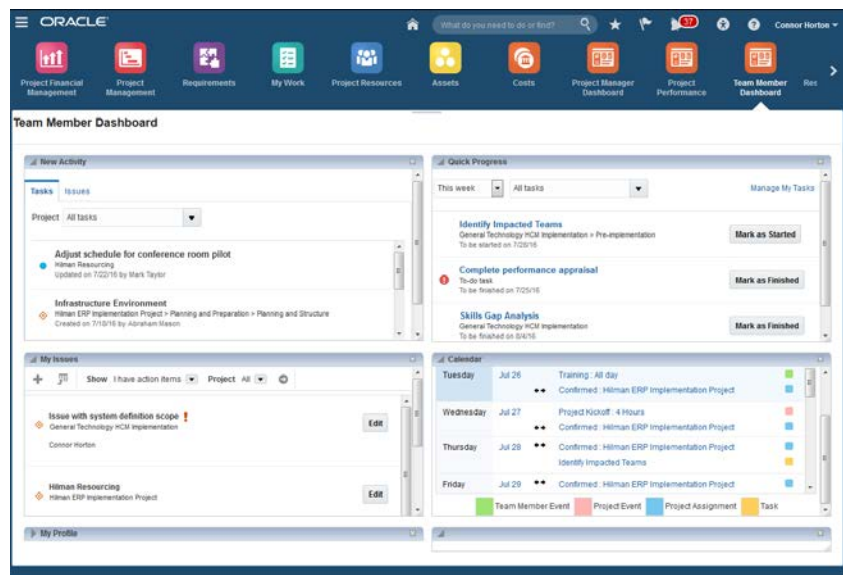 ORACLE
What do you need to do or find?
37
Connor Horton
Project Financial
Management
Project
Management
Requirements
My Work
Project Resources
Assets
Costs
Project Manager
Dashboard
Project
Performance
Team Member
Dashboard
Res
Team Member Dashboard
New Activity
Tasks Issues
Project All tasks
Adjust schedule for conference room pilot
Hilman Resourcing
Updated on 7/22/16 by Mark Taylor
Infrastructure Environment
Hilman ERP Implementation Project > Planning and Preparation > Planning and Structure
Created on 7/10/16 by Abraham Mason
Quick Progress
This week All tasks Manage My Tasks
Identify Impacted Teams
General Technology HCM Implementation > Pre-implementation
To be started on 7/28/16
Mark as Started
Complete performance appraisal
To-do task
To be finished on 7/25/16
Mark as Finished
Skills Gap Analysis
General Technology HCM Implementation
To be finished on 8/4/16
Mark as Finished
My Issues
Show I have action items Project All
Issue with system definition scope
General Technology HCM Implementation
Connor Horton
Edit
Hilman Resourcing
Hilman ERP Implementation Project
Edit
Calendar
Tuesday Jul 26 Training : All day
Confirmed : Hilman ERP Implementation Project
Wednesday Jul 27 Project Kickoff : 4 Hours
Confirmed : Hilman ERP Implementation Project
Thursday Jul 28 Confirmed : Hilman ERP Implementation Project
Identify Impacted Teams
Friday Jul 29 Confirmed : Hilman ERP Implementation Project
Team Member Event Project Event Project Assignment Task
My Profile